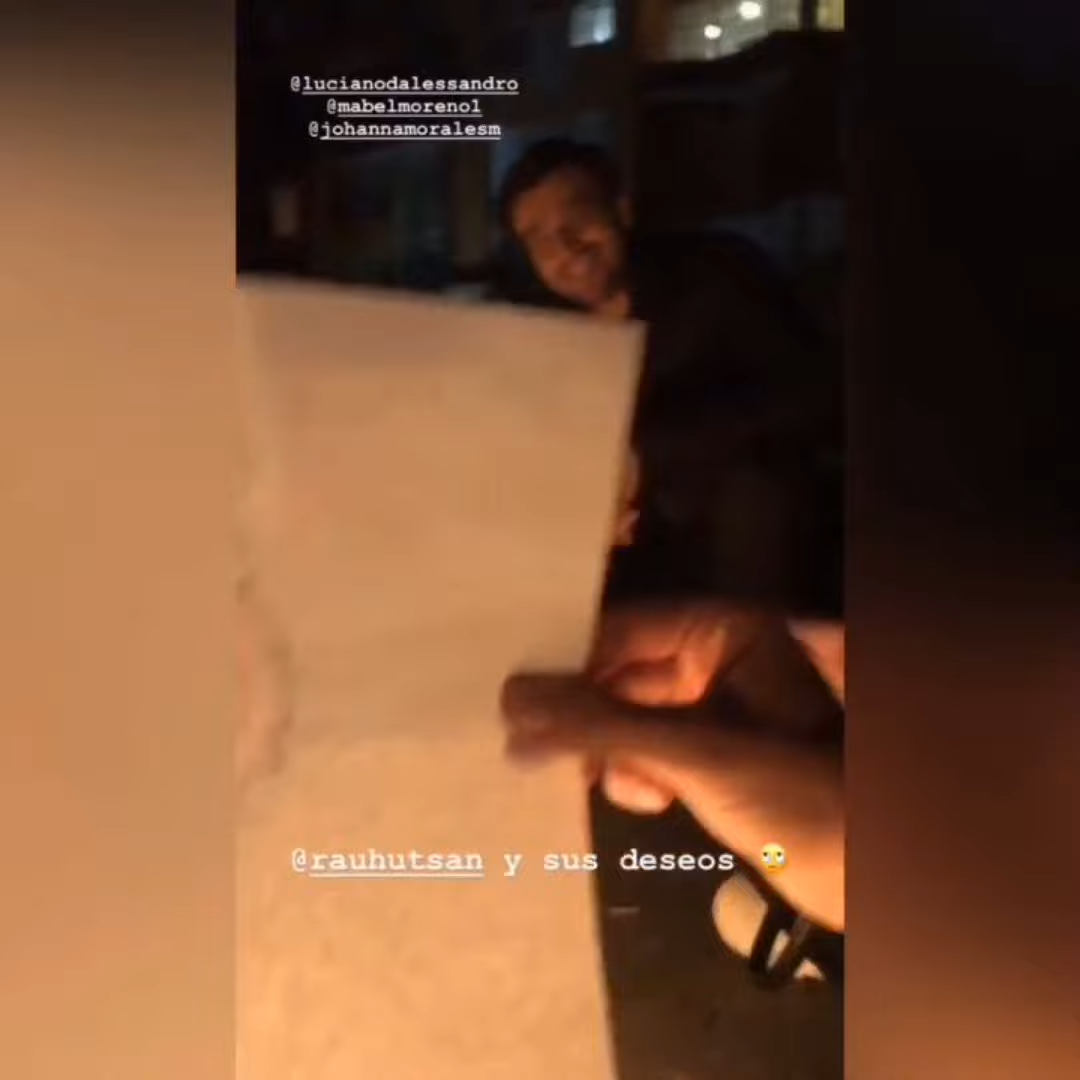 @lucianodalessandro
@mabelmoreno1
@johannamoralesm
@rauhutsan y sus deseos 🙄